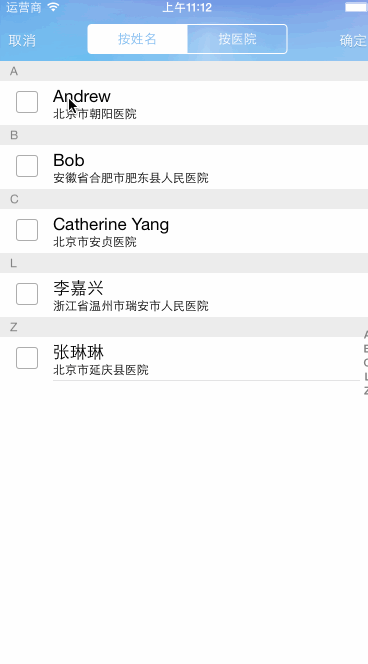 运营商 上午11:12
取消 按姓名 按医院 确定
A
Andrew
北京市朝阳医院
B
Bob
安徽省合肥市肥东县人民医院
C
Catherine Yang
北京市安贞医院
L
李嘉兴
浙江省温州市瑞安市人民医院
Z
张琳琳
北京市延庆县医院
A
B
C
L
Z